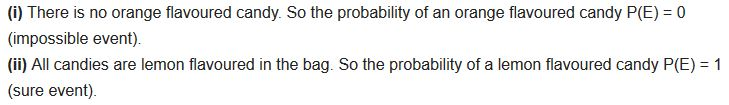 (i) There is no orange flavoured candy. So the probability of an orange flavoured candy P(E) = 0
(impossible event).
(ii) All candies are lemon flavoured in the bag. So the probability of a lemon flavoured candy P(E) = 1
(sure event).